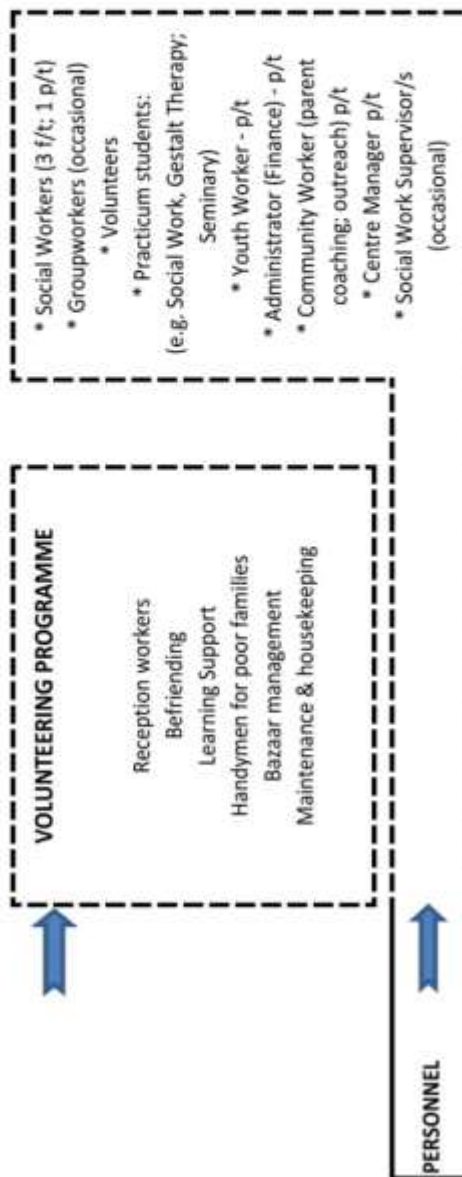 VOLUNTEERING PROGRAMME
Reception workers
Befriending
Learning Support
Handymen for poor families
Bazaar management
Maintenance & housekeeping
PERSONNEL
* Social Workers (3 f/t; 1 p/t)
* Groupworkers (occasional)
* Volunteers
* Practicum students:
(e.g. Social Work, Gestalt Therapy;
Seminary)
* Youth Worker - p/t
* Administrator (Finance) - p/t
* Community Worker (parent
coaching; outreach) p/t
* Centre Manager p/t
* Social Work Supervisor/s
(occasional)